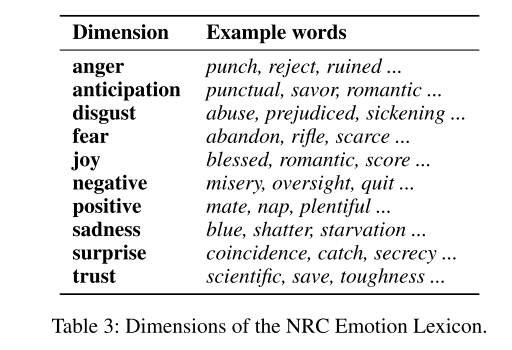 Dimension Example words
anger punch, reject, ruined ...
anticipation punctual, savor, romantic ...
disgust abuse, prejudiced, sickening ...
fear abandon, rifle, scarce ...
joy blessed, romantic, score ...
negative misery, oversight, quit ...
positive mate, nap, plentiful ...
sadness blue, shatter, starvation ...
surprise coincidence, catch, secrecy ...
trust scientific, save, toughness ...
Table 3: Dimensions of the NRC Emotion Lexicon.